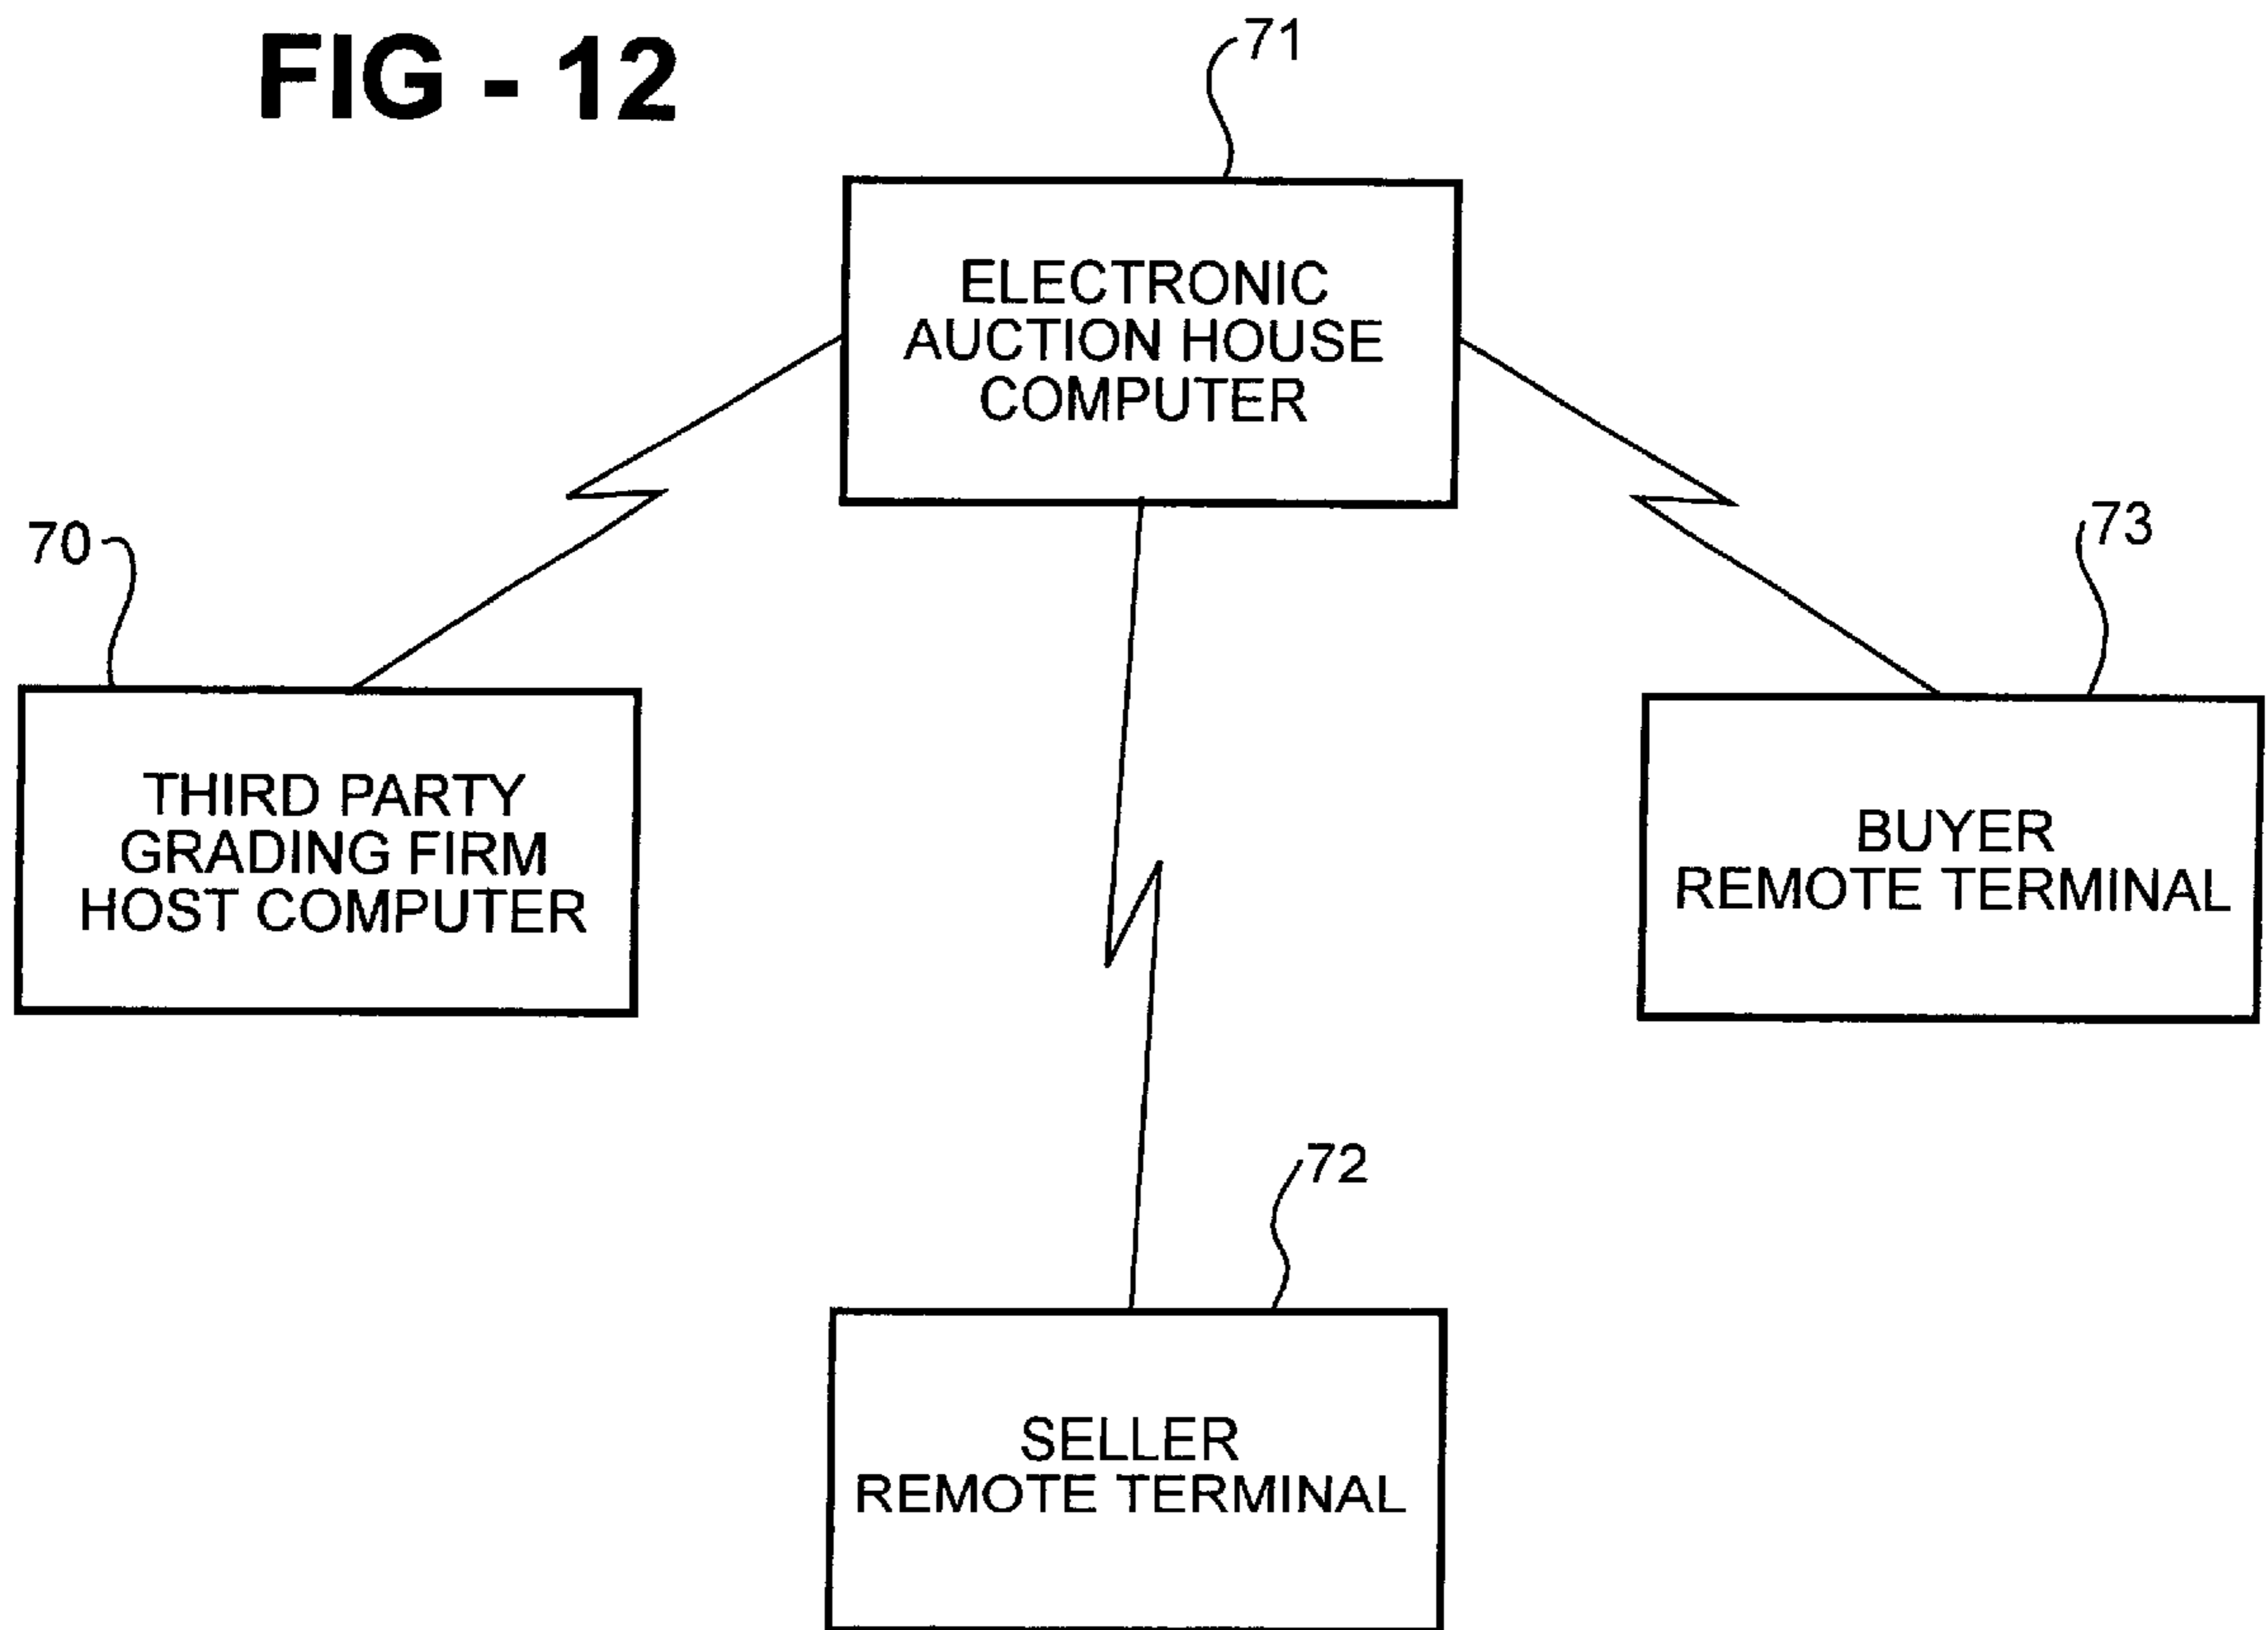 FIG - 12
71
ELECTRONIC
AUCTION HOUSE
COMPUTER
70
73
THIRD PARTY
GRADING FIRM
HOST COMPUTER
BUYER
REMOTE TERMINAL
72
SELLER
REMOTE TERMINAL